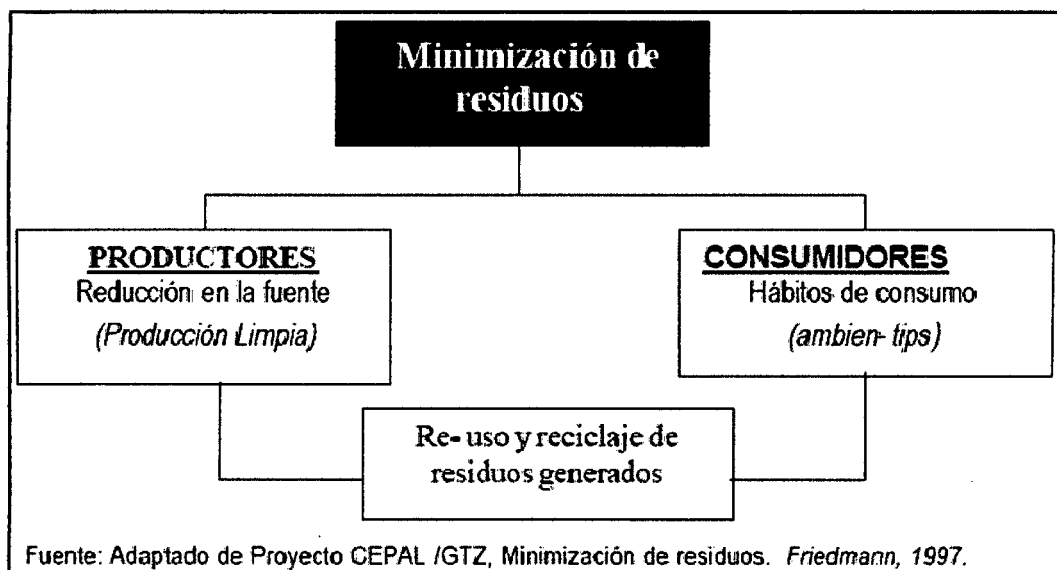 Minimización de
residuos
PRODUCTORES
Reducción en la fuente
(Producción Limpia)
CONSUMIDORES
Hábitos de consumo
(ambien- tips)
Re- uso y reciclaje de
residuos generados
Fuente: Adaptado de Proyecto CEPAL /GTZ, Minimización de residuos. Friedmann, 1997.